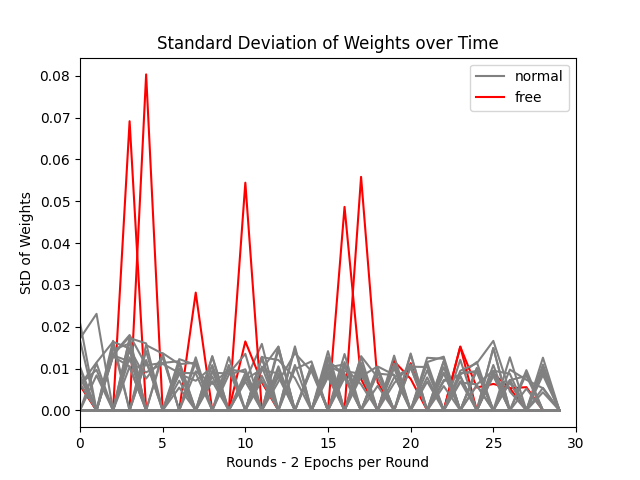 Standard Deviation of Weights over Time
normal
free
StD of Weights
0.08
0.07
0.06
0.05
0.04
0.03
0.02
0.01
0.00
0 5 10 15 20 25 30
Rounds - 2 Epochs per Round